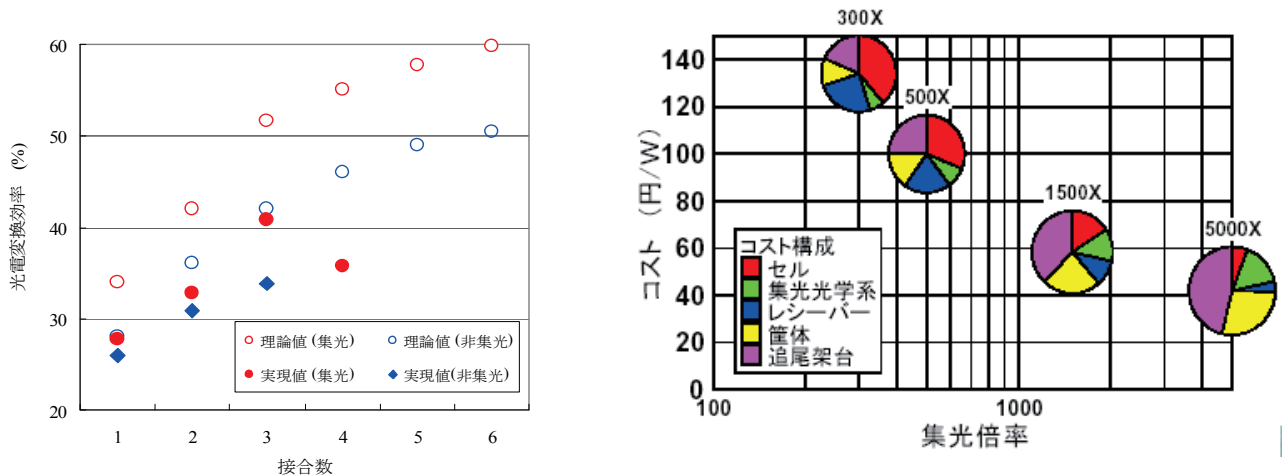 60
50
40
30
20
光電変換効率 (%)
理論値 (集光)
理論値 (非集光)
実現値 (集光)
実現値(非集光)
1 2 3 4 5 6
接合数
300X
500X
1500X
5000X
140
120
100
80
60
40
20
0
コスト (円/W)
コスト構成
セル
集光光学系
レシーバー
筐体
追尾架台
100 1000
集光倍率